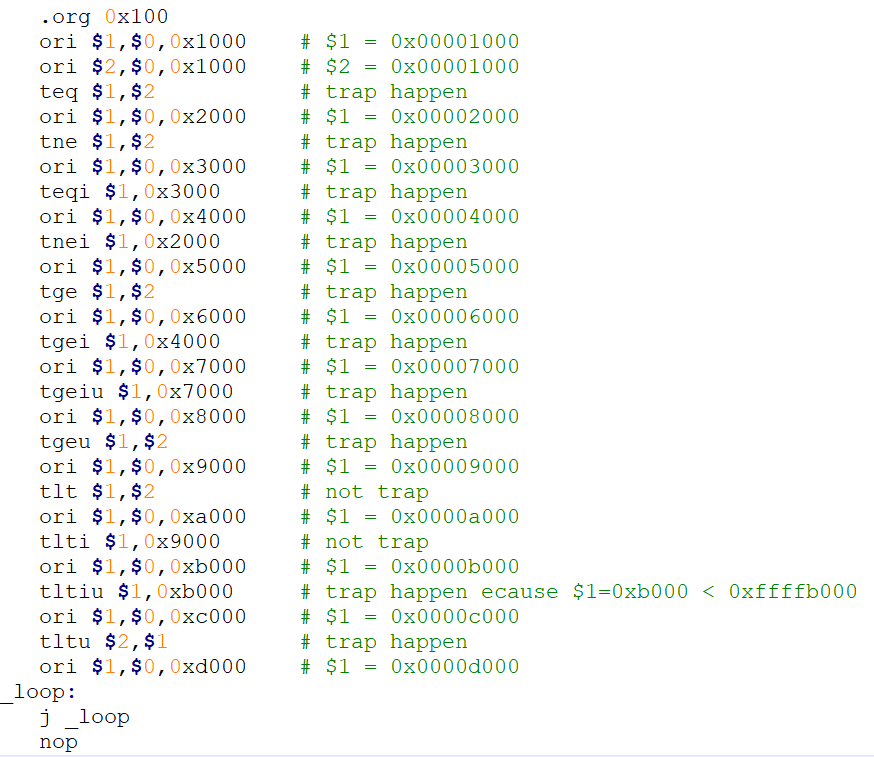 .org 0x100
ori $1,$0,0x1000 # $1 = 0x00001000
ori $2,$0,0x1000 # $2 = 0x00001000
teq $1,$2 # trap happen
ori $1,$0,0x2000 # $1 = 0x00002000
tne $1,$2 # trap happen
ori $1,$0,0x3000 # $1 = 0x00003000
teqi $1,0x3000 # trap happen
ori $1,$0,0x4000 # $1 = 0x00004000
tnei $1,0x2000 # trap happen
ori $1,$0,0x5000 # $1 = 0x00005000
tge $1,$2 # trap happen
ori $1,$0,0x6000 # $1 = 0x00006000
tgei $1,0x4000 # trap happen
ori $1,$0,0x7000 # $1 = 0x00007000
tgeiu $1,0x7000 # trap happen
ori $1,$0,0x8000 # $1 = 0x00008000
tgeu $1,$2 # trap happen
ori $1,$0,0x9000 # $1 = 0x00009000
tlt $1,$2 # not trap
ori $1,$0,0xa000 # $1 = 0x0000a000
tlti $1,0x9000 # not trap
ori $1,$0,0xb000 # $1 = 0x0000b000
tltiu $1,0xb000 # trap happen ecause $1=0xb000 < 0xffffb000
ori $1,$0,0xc000 # $1 = 0x0000c000
tltu $2,$1 # trap happen
ori $1,$0,0xd000 # $1 = 0x0000d000
_loop:
j _loop
nop